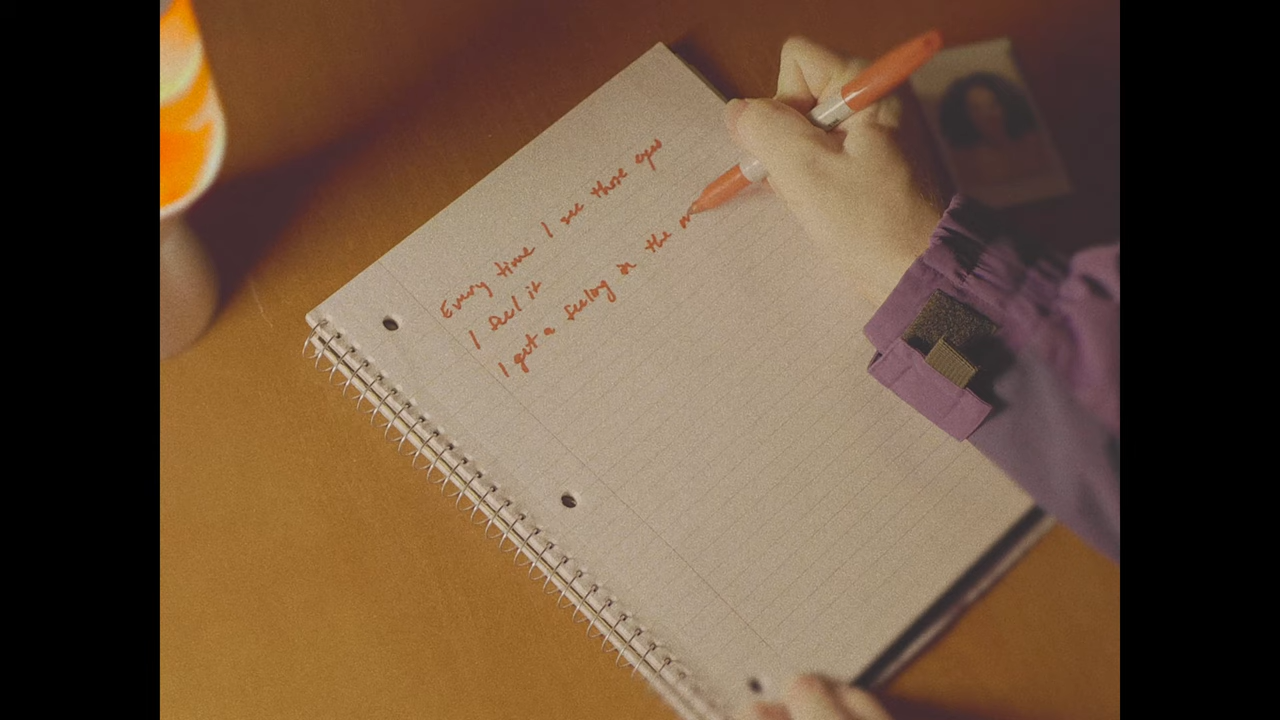 Every time I see those eyes
I feel it
I get a feeling in the